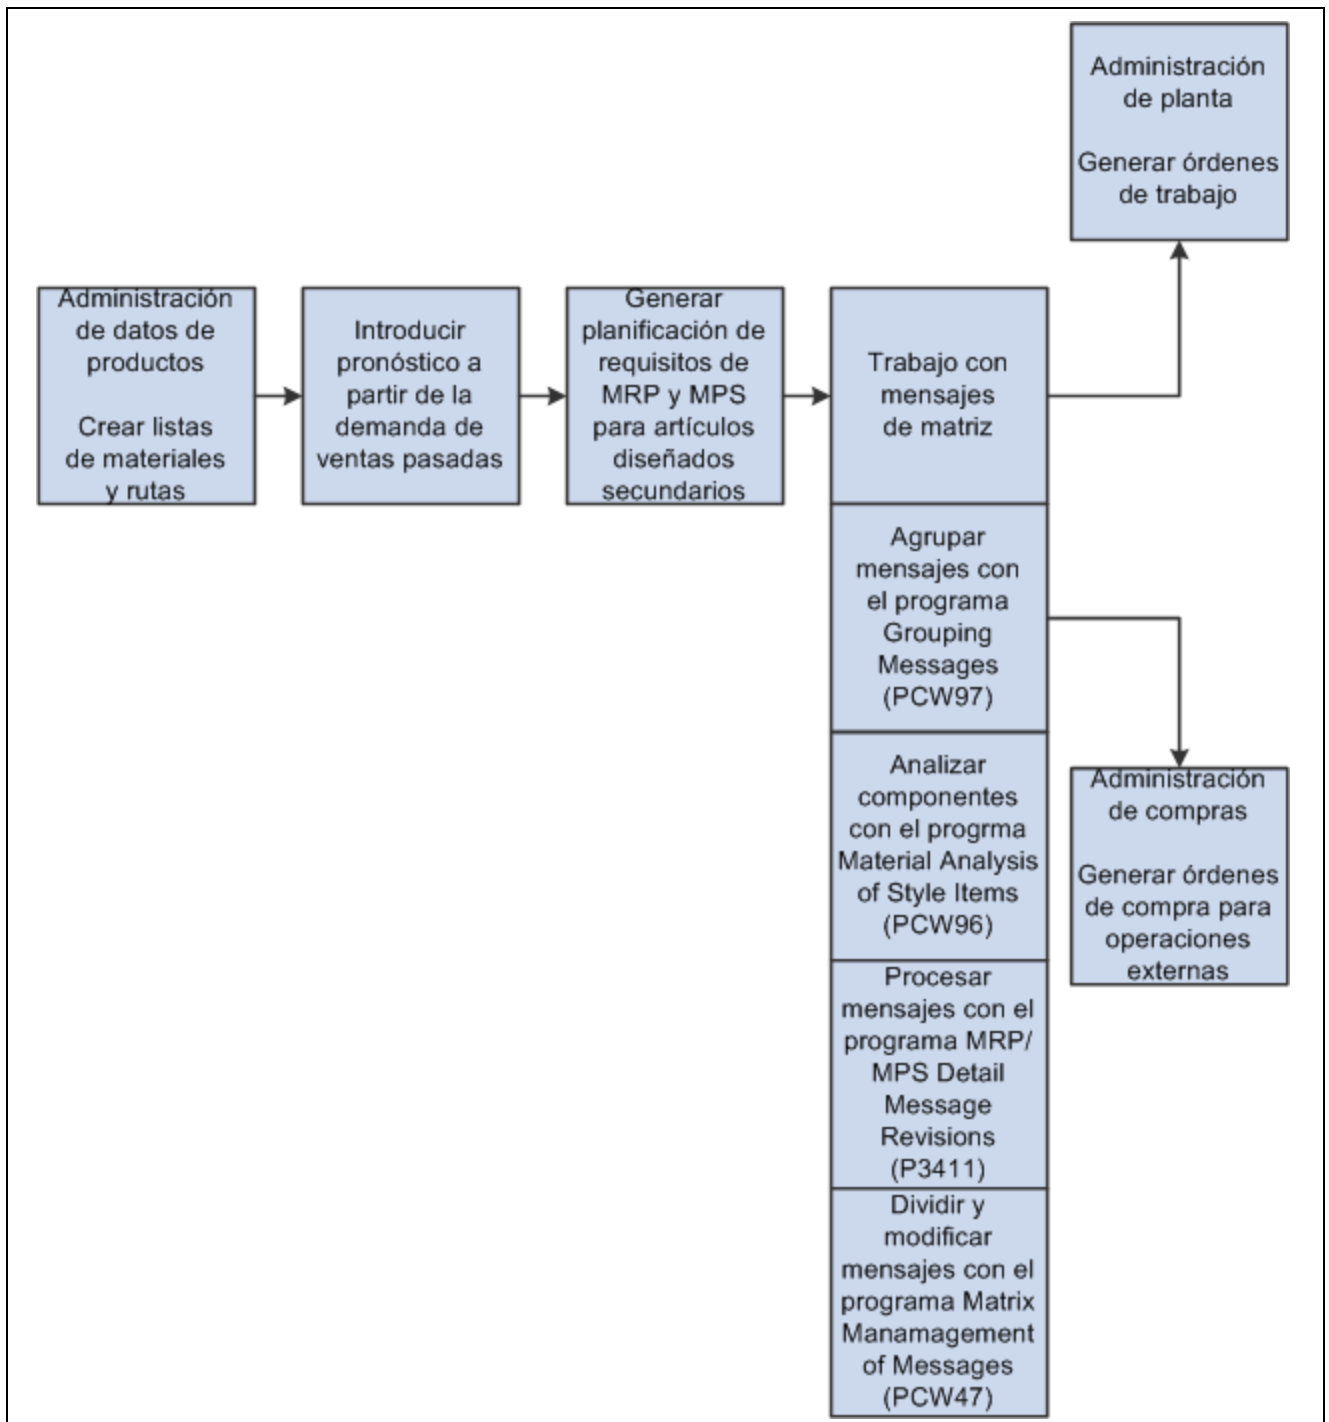 Administración
de planta
Generar órdenes
de trabajo
Administración
de datos de
productos
Crear listas
de materiales
y rutas
Introducir
pronóstico a
partir de la
demanda de
ventas pasadas
Generar
planificación de
requisitos de
MRP y MPS
para artículos
diseñados
secundarios
Trabajo con
mensajes
de matriz
Agrupar
mensajes con
el programa
Grouping
Messages
(PCW97)
Analizar
componentes
con el progrma
Material Analysis
of Style Items
(PCW96)
Procesar
mensajes con el
programa MRP/
MPS Detail
Message
Revisions
(P3411)
Dividir y
modificar
mensajes con el
programa Matrix
Manamagement
of Messages
(PCW47)
Administración
de compras
Generar órdenes
de compra para
operaciones
externas